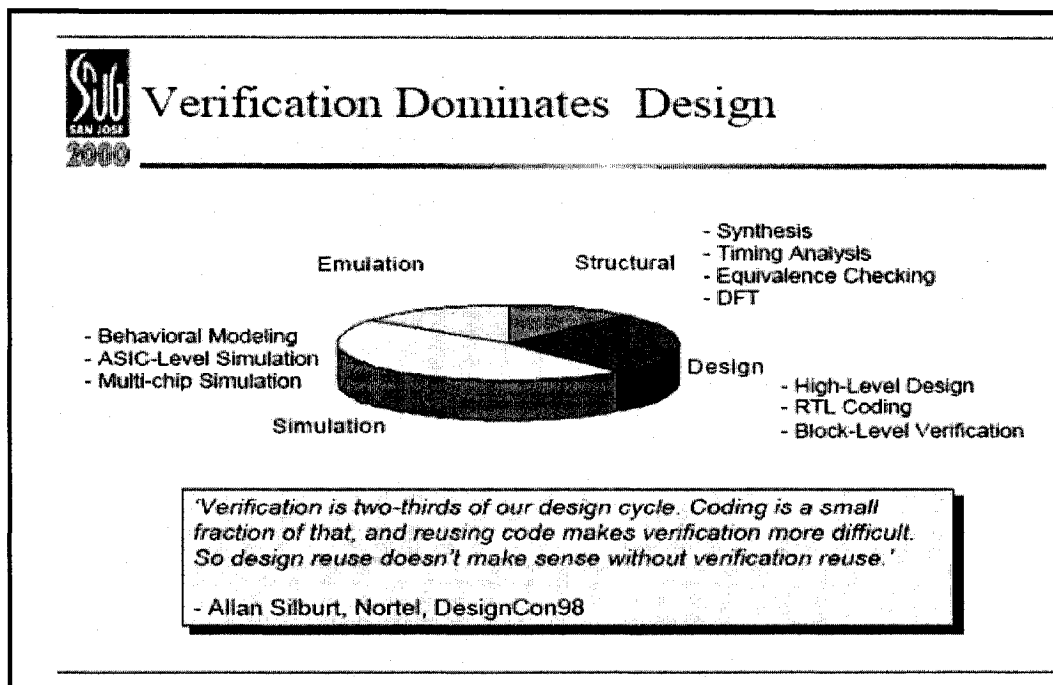 SNUG
SAN JOSE
2000
Verification Dominates Design
Emulation
Structural
- Synthesis
- Timing Analysis
- Equivalence Checking
- DFT
- Behavioral Modeling
- ASIC-Level Simulation
- Multi-chip Simulation
Simulation
Design
- High-Level Design
- RTL Coding
- Block-Level Verification
'Verification is two-thirds of our design cycle. Coding is a small
fraction of that, and reusing code makes verification more difficult.
So design reuse doesn't make sense without verification reuse.'
- Allan Silburt, Nortel, DesignCon98